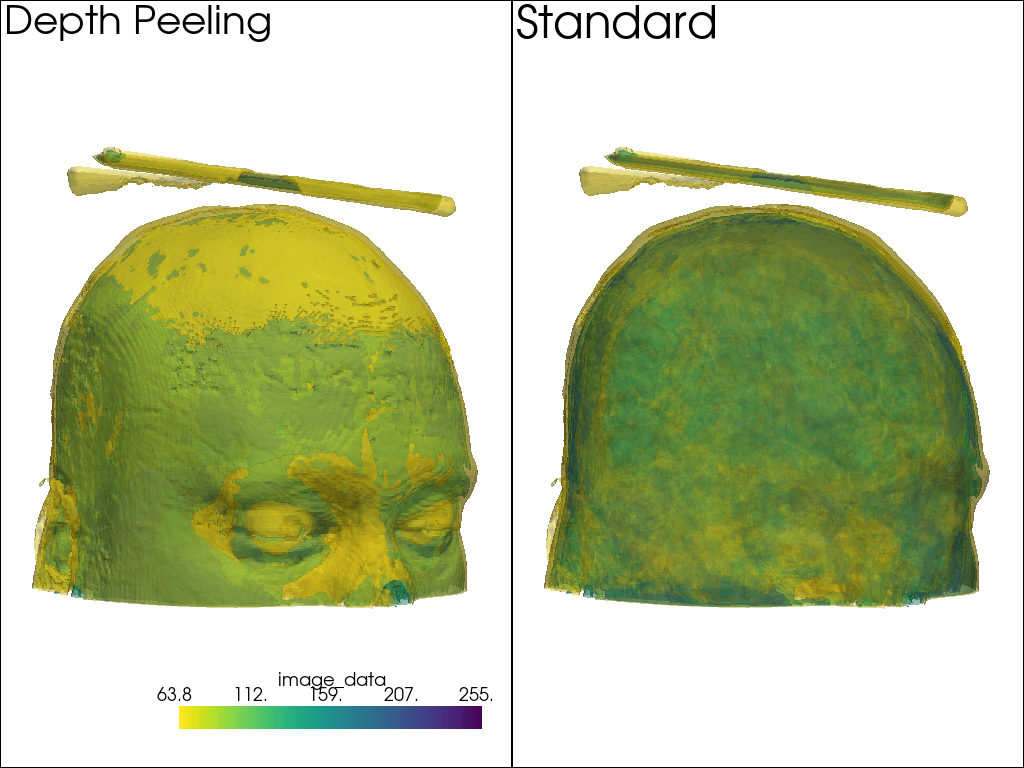 Depth Peeling
Standard
image_data
63.8 112. 159. 207. 255.